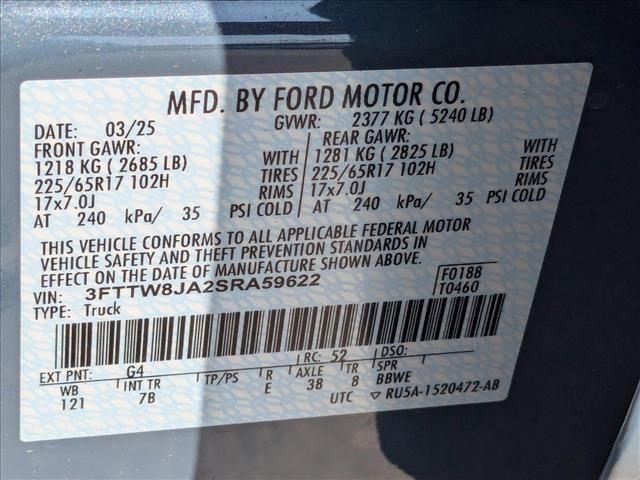 MFD. BY FORD MOTOR CO.
DATE: 03/25 GVWR: 2377 KG ( 5240 LB)
FRONT GAWR: REAR GAWR:
1218 KG ( 2685 LB) WITH 1281 KG ( 2825 LB) WITH
225/65R17 102H TIRES 225/65R17 102H TIRES
17x7.0J RIMS 17x7.0J RIMS
AT 240 kPa/ 35 PSI COLD AT 240 kPa/ 35 PSI COLD
THIS VEHICLE CONFORMS TO ALL APPLICABLE FEDERAL MOTOR
VEHICLE SAFETY AND THEFT PREVENTION STANDARDS IN
EFFECT ON THE DATE OF MANUFACTURE SHOWN ABOVE.
VIN: 3FTTW8JA2SRA59622 F0188
TYPE: Truck T0460
EXT PNT: G4 RC: 52 DSO:
WB INT TR TP/PS R AXLE TR SPR
121 7B E 38 8 BBWE
UTC ▽ RU5A-1520472-AB